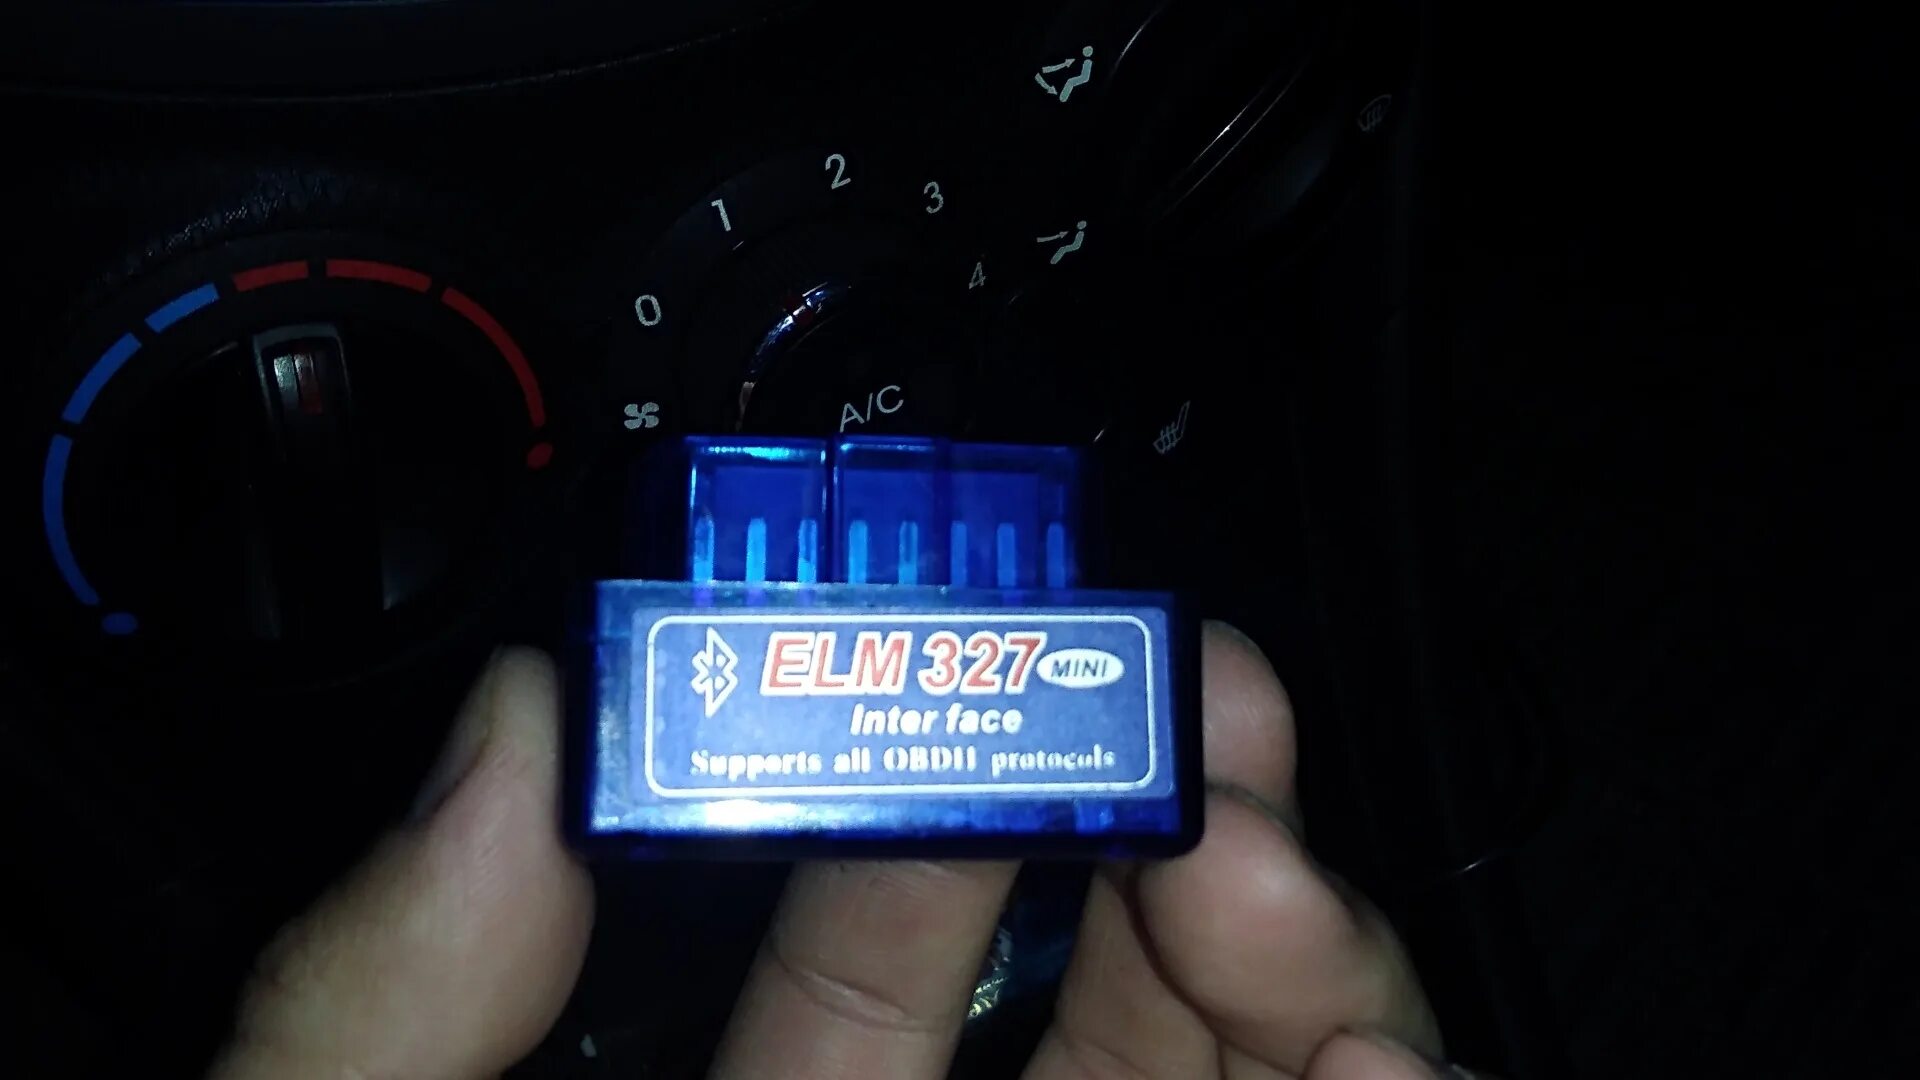 0 1 2 3 4
A/C
ELM 327 MINI
Inter face
Supports all OBDII protocols